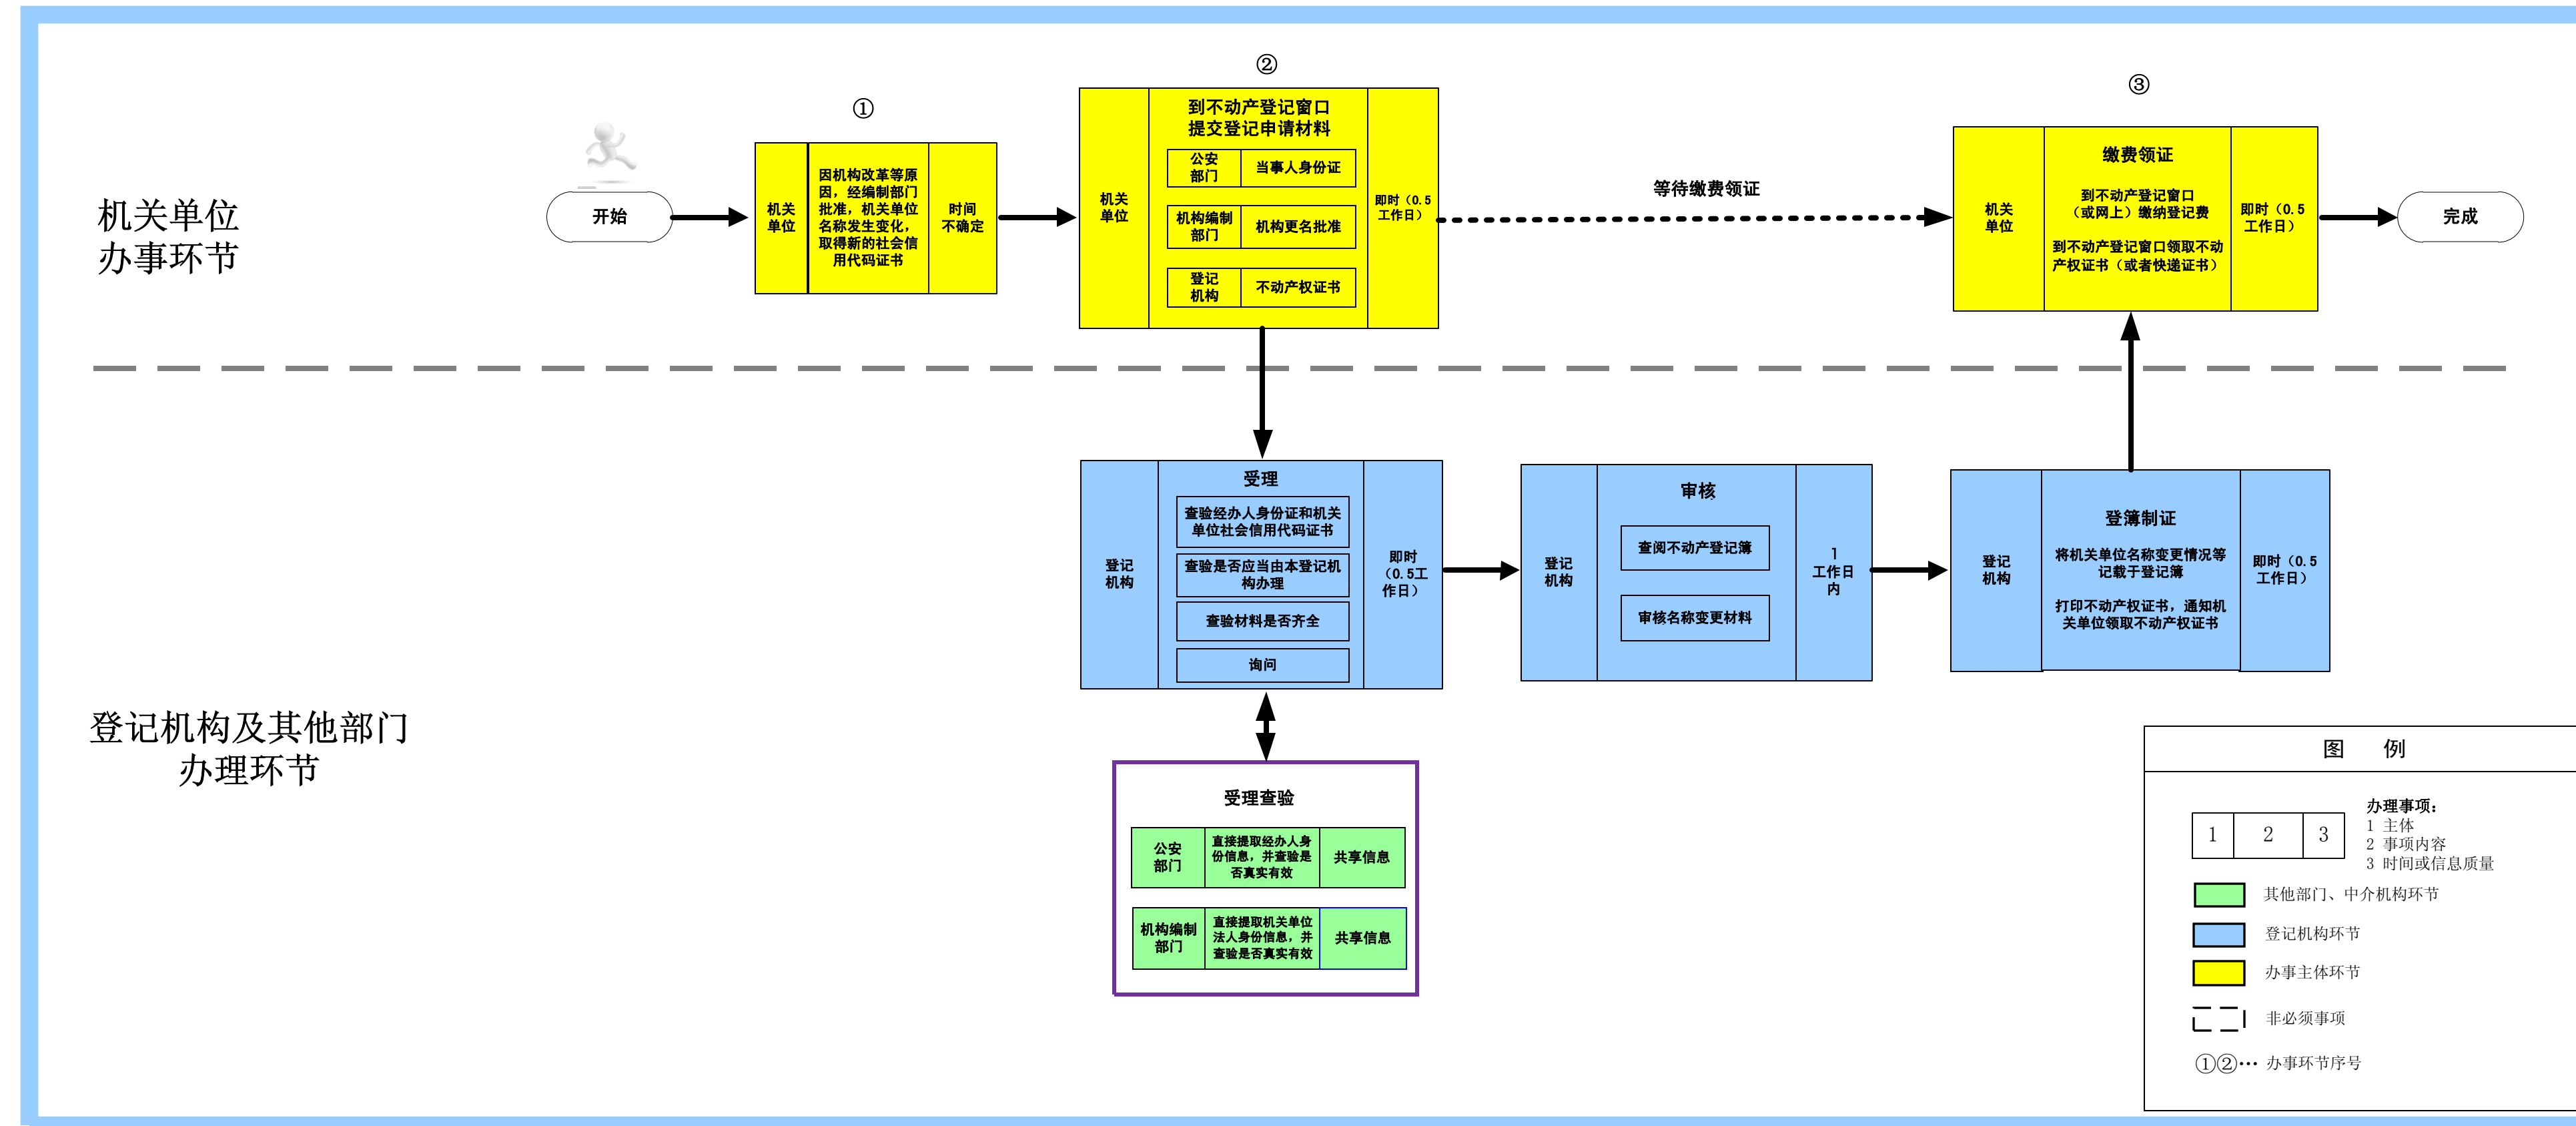 机关单位
办事环节
开始
①
机关
单位
因机构改革等原
因，经编制部门
批准，机关单位
名称发生变化，
取得新的社会信
用代码证书
时间
不确定
②
机关
单位
到不动产登记窗口
提交登记申请材料
公安
部门
当事人身份证
机构编制
部门
机构更名批准
登记
机构
不动产权证书
即时（0.5
工作日）
等待缴费领证
③
机关
单位
缴费领证
到不动产登记窗口
（或网上）缴纳登记费
到不动产登记窗口领取不动
产权证书（或者快递证书）
即时（0.5
工作日）
完成
登记机构及其他部门
办理环节
登记
机构
受理
查验经办人身份证和机关
单位社会信用代码证书
查验是否应当由本登记机
构办理
查验材料是否齐全
询问
即时
（0.5工
作日）
登记
机构
审核
查阅不动产登记簿
审核名称变更材料
1
工作日
内
登记
机构
登簿制证
将机关单位名称变更情况等
记载于登记簿
打印不动产权证书，通知机
关单位领取不动产权证书
即时（0.5
工作日）
受理查验
公安
部门
直接提取经办人身
份信息，并查验是
否真实有效
共享信息
机构编制
部门
直接提取机关单位
法人身份信息，并
查验是否真实有效
共享信息
图 例
1 2 3
办理事项：
1 主体
2 事项内容
3 时间或信息质量
其他部门、中介机构环节
登记机构环节
办事主体环节
非必须事项
①②… 办事环节序号